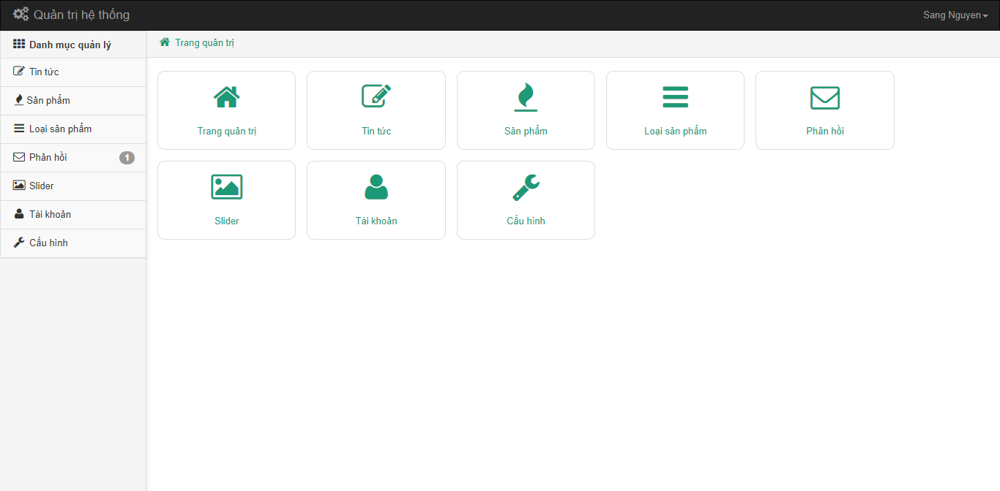 Quản trị hệ thống
Sang Nguyen
Danh mục quản lý
Tin tức
Sản phẩm
Loại sản phẩm
Phản hồi 1
Slider
Tài khoản
Cấu hình
Trang quản trị
Trang quản trị
Tin tức
Sản phẩm
Loại sản phẩm
Phản hồi
Slider
Tài khoản
Cấu hình